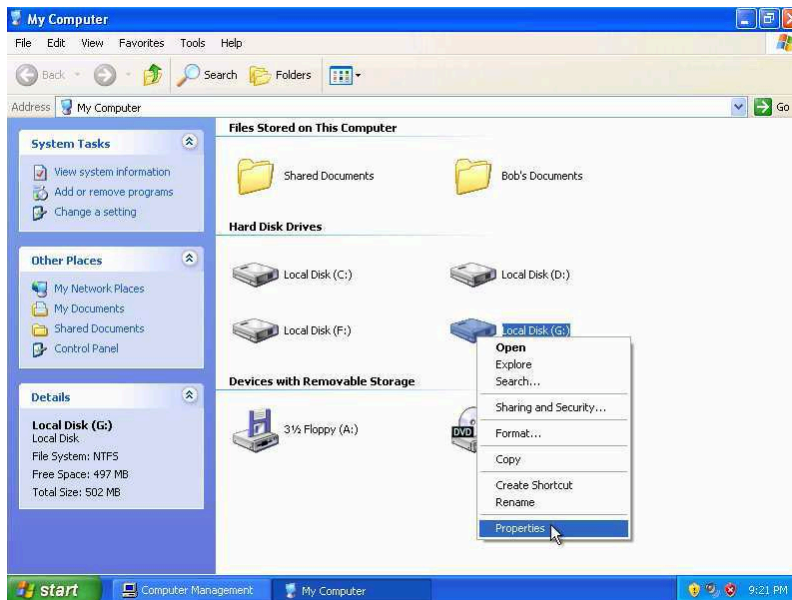 My Computer
File Edit View Favorites Tools Help
Back Search Folders
Address My Computer Go
System Tasks
View system information
Add or remove programs
Change a setting
Other Places
My Network Places
My Documents
Shared Documents
Control Panel
Details
Local Disk (G:)
Local Disk
File System: NTFS
Free Space: 497 MB
Total Size: 502 MB
Files Stored on This Computer
Shared Documents Bob's Documents
Hard Disk Drives
Local Disk (C:) Local Disk (D:)
Local Disk (F:) Local Disk (G:)
Devices with Removable Storage
3½ Floppy (A:)
DVD
Open
Explore
Search...
Sharing and Security...
Format...
Copy
Create Shortcut
Rename
Properties
start Computer Management My Computer 9:21 PM